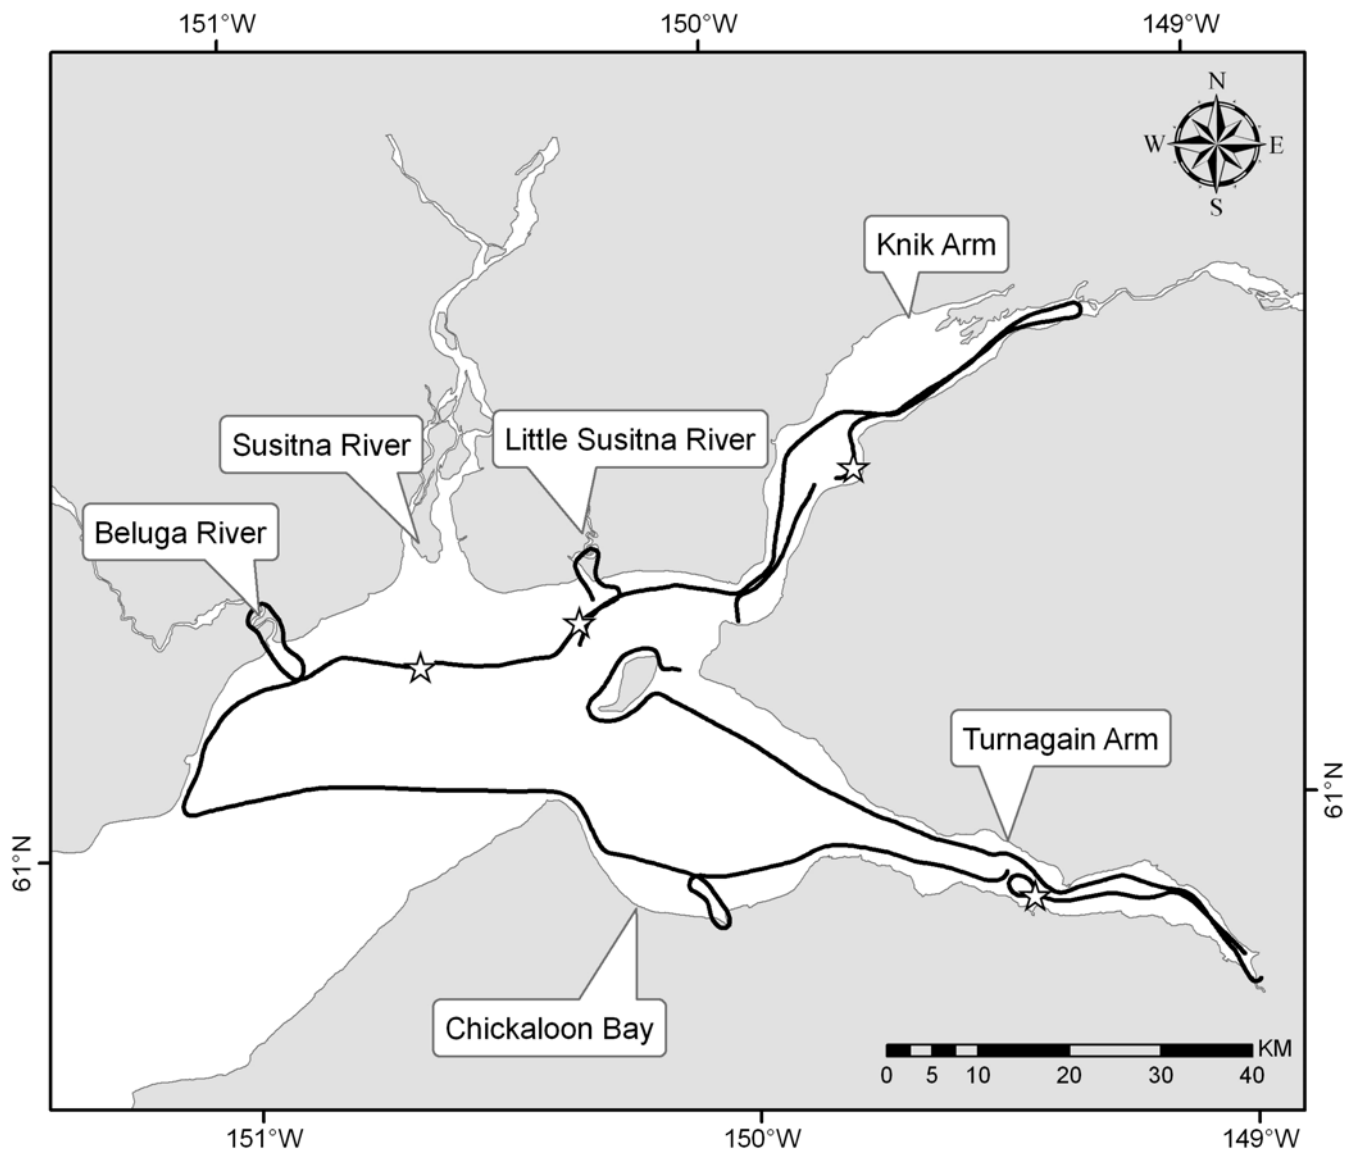 151°W 150°W 149°W
N
W E
S
Knik Arm
Susitna River
Little Susitna River
Beluga River
Turnagain Arm
61°N
61°N
Chickaloon Bay
KM
0 5 10 20 30 40
151°W 150°W 149°W